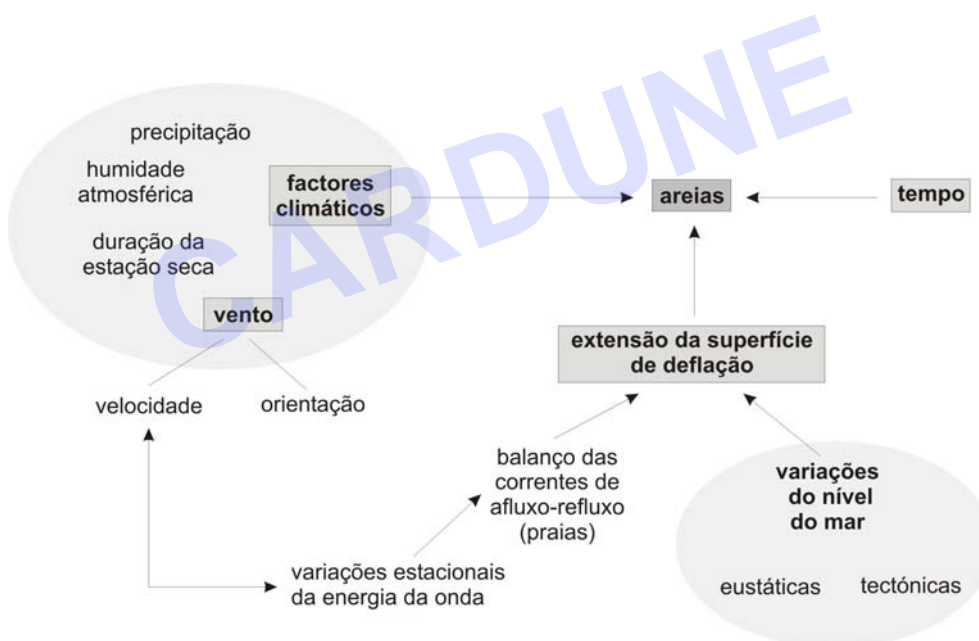 CARDUNE
precipitação
humidade
atmosférica
factores
climáticos
duração da
estação seca
vento
velocidade
orientação
areias
tempo
extensão da superfície
de deflação
balanço das
correntes de
afluxo-refluxo
(praias)
variações estacionais
da energia da onda
variações
do nível
do mar
eustáticas
tectónicas